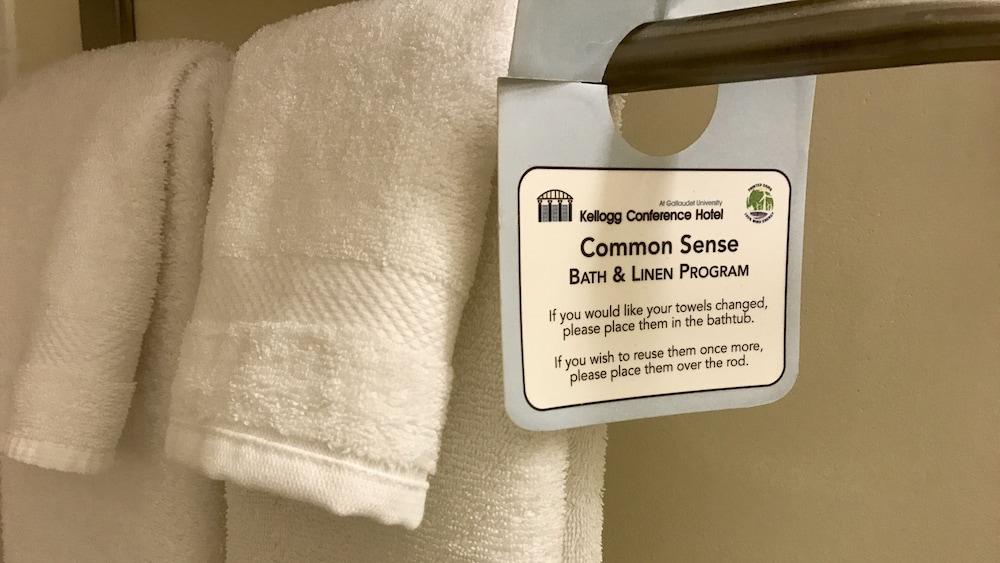 At Gallaudet University
Kellogg Conference Hotel
Common Sense
BATH & LINEN PROGRAM
If you would like your towels changed,
please place them in the bathtub.
If you wish to reuse them once more,
please place them over the rod.